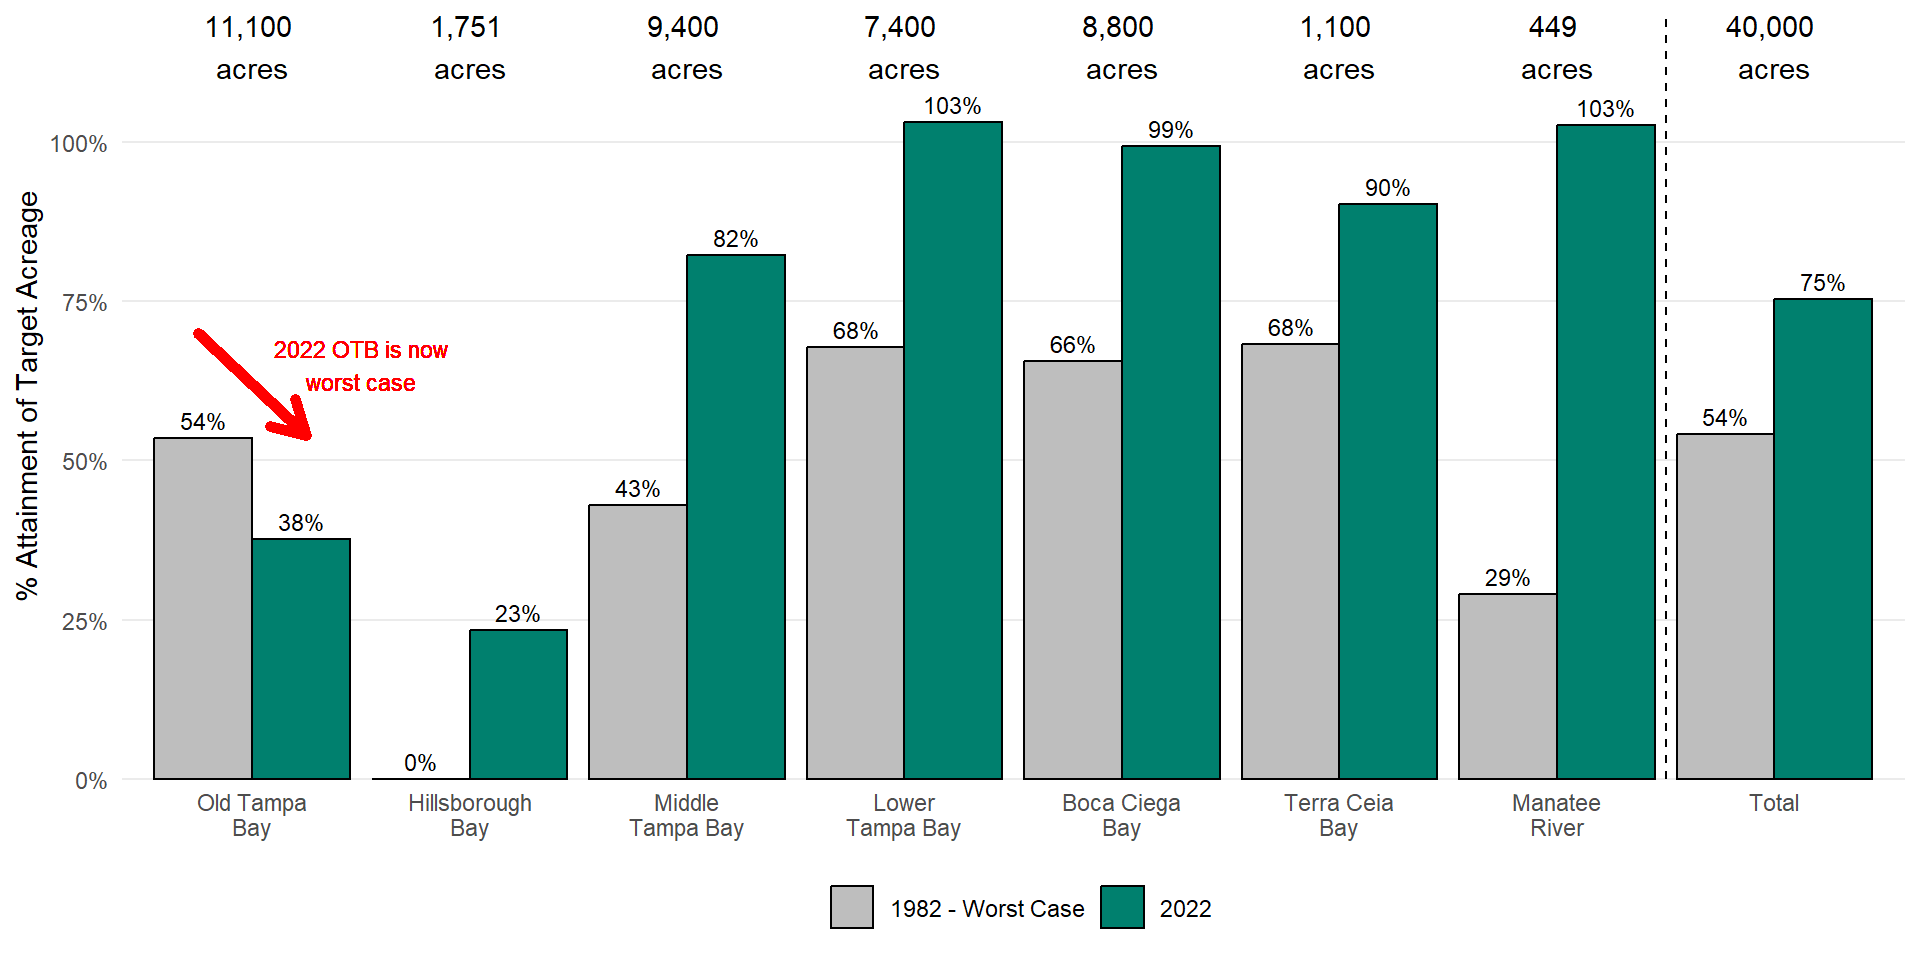 11,100 1,751 9,400 7,400 8,800 1,100 449 40,000
acres acres acres acres acres acres acres acres
% Attainment of Target Acreage
100%
75%
50%
25%
0%
2022 OTB is now
worst case
54% 38%
0% 23%
43% 82%
68% 103%
66% 99%
68% 90%
29% 103%
54% 75%
Old Tampa
Bay
Hillsborough
Bay
Middle
Tampa Bay
Lower
Tampa Bay
Boca Ciega
Bay
Terra Ceia
Bay
Manatee
River
Total
1982 - Worst Case 2022